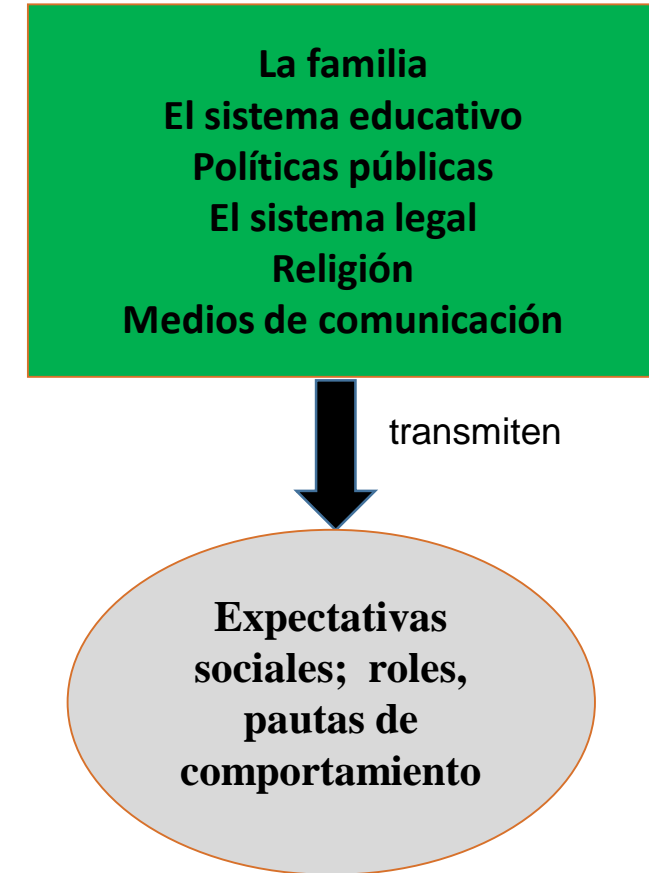 La familia
El sistema educativo
Políticas públicas
El sistema legal
Religión
Medios de comunicación
transmiten
Expectativas
sociales; roles,
pautas de
comportamiento